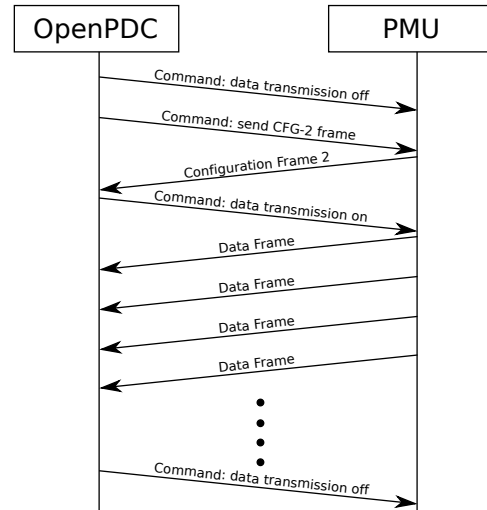 OpenPDC
PMU
Command: data transmission off
Command: send CFG-2 frame
Configuration Frame 2
Command: data transmission on
Data Frame
Data Frame
Data Frame
Data Frame
Command: data transmission off